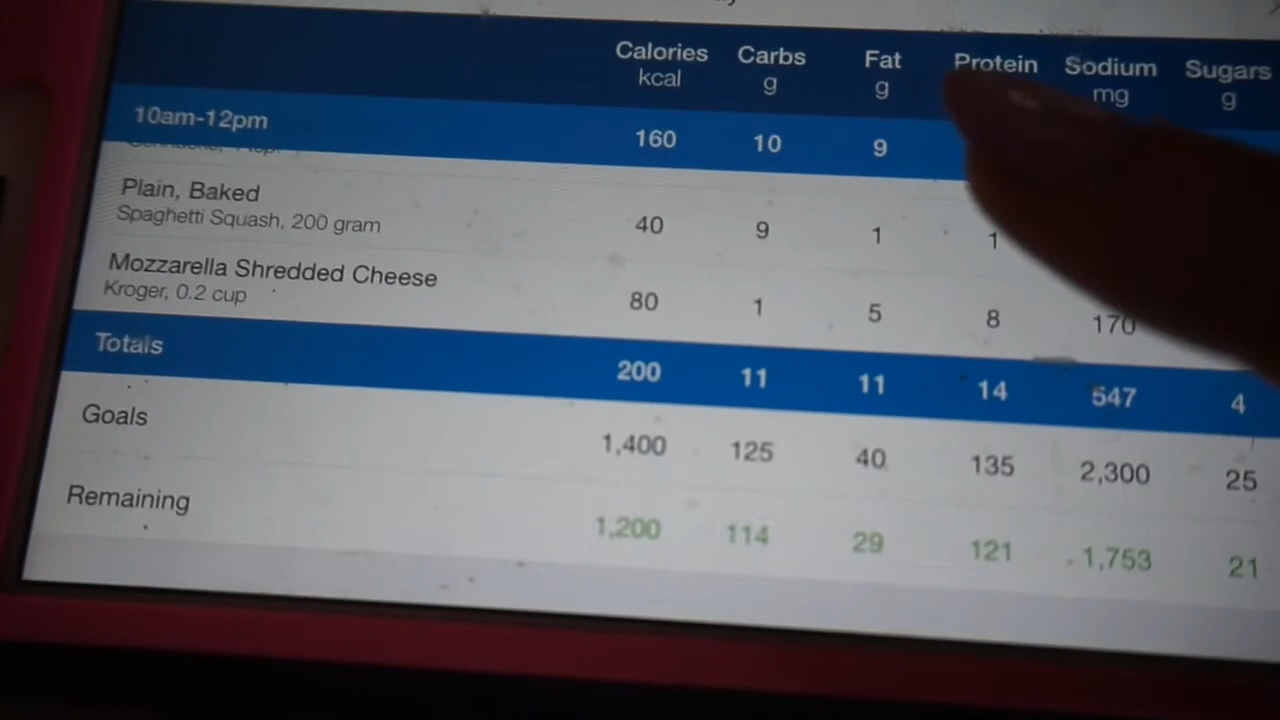 Calories Carbs Fat Protein Sodium Sugars
kcal g g mg g
10am-12pm 160 10 9
Plain, Baked
Spaghetti Squash, 200 gram 40 9 1 1
Mozzarella Shredded Cheese
Kroger, 0.2 cup 80 1 5 8 170
Totals 200 11 11 14 547 4
Goals 1,400 125 40 135 2,300 25
Remaining 1,200 114 29 121 1,753 21